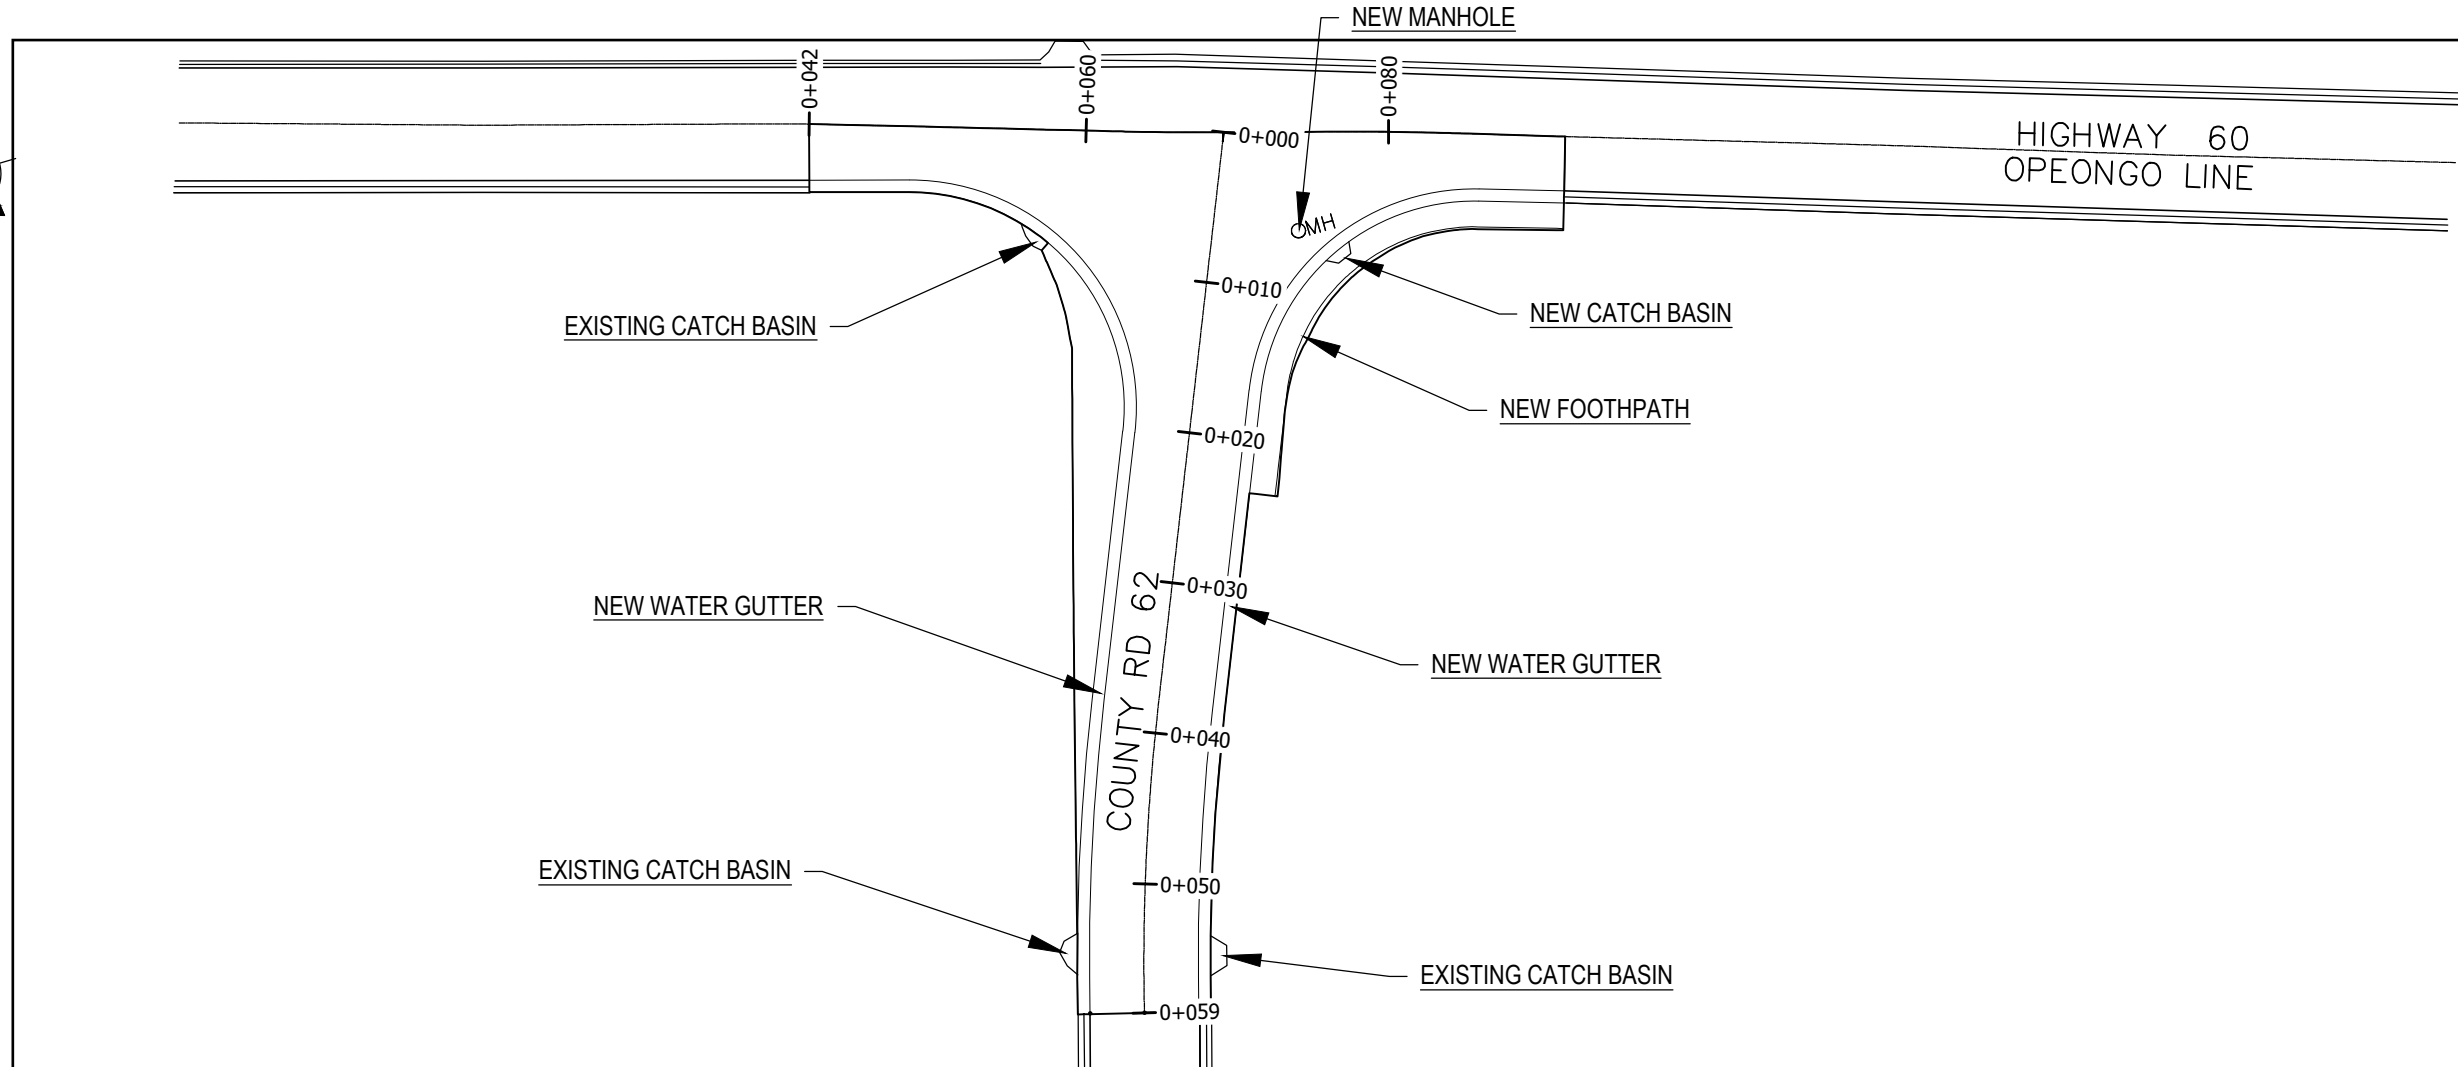 NEW MANHOLE
0+042
0+060
0+080
0+000
HIGHWAY 60
OPEONGO LINE
MH
0+010
EXISTING CATCH BASIN
NEW CATCH BASIN
NEW FOOTHPATH
0+020
0+030
NEW WATER GUTTER
COUNTY RD 62
NEW WATER GUTTER
0+040
EXISTING CATCH BASIN
0+050
EXISTING CATCH BASIN
0+059